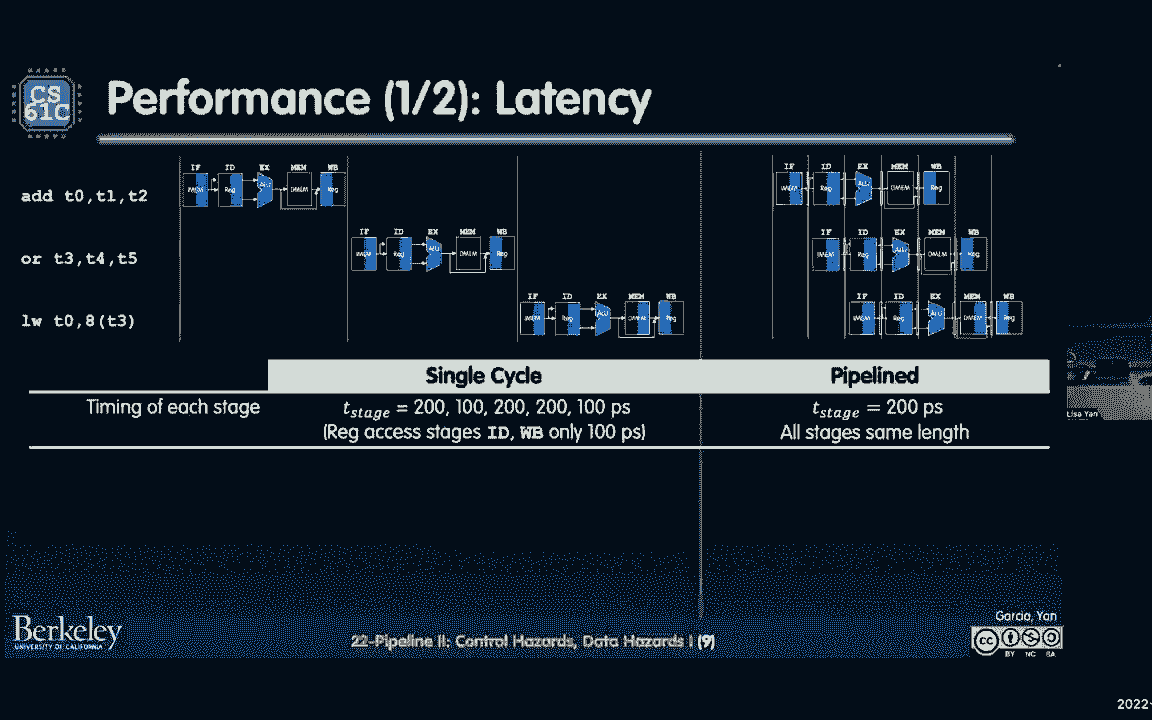 CS 61C
Performance (1/2): Latency
add t0,t1,t2
IF ID EX MEM WB
IMEM Reg ALU DMEM Reg
IF ID EX MEM WB
IMEM Reg ALU DMEM Reg
or t3,t4,t5
IF ID EX MEM WB
IMEM Reg ALU DMEM Reg
IF ID EX MEM WB
IMEM Reg ALU DMEM Reg
lw t0,8(t3)
IF ID EX MEM WB
IMEM Reg ALU DMEM Reg
IF ID EX MEM WB
IMEM Reg ALU DMEM Reg
Single Cycle
Pipelined
Timing of each stage
tstage = 200, 100, 200, 200, 100 ps
(Reg access stages ID, WB only 100 ps)
tstage = 200 ps
All stages same length
Lisa Yan
Berkeley
UNIVERSITY OF CALIFORNIA
22-Pipeline II: Control Hazards, Data Hazards I (9)
Garcia, Yan
cc
BY NC SA
2022-